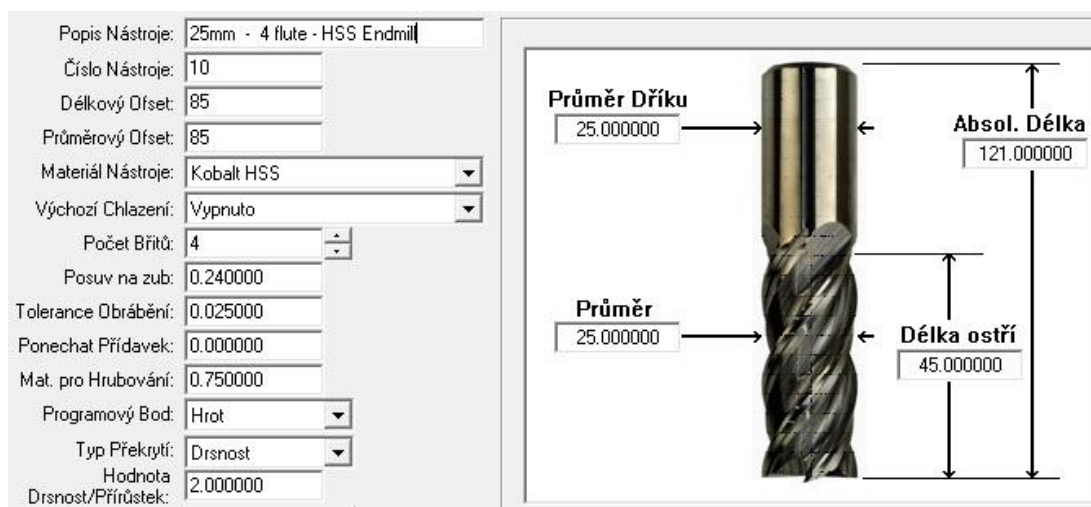 Popis Nástroje: 25mm - 4 flute - HSS Endmill
Číslo Nástroje: 10
Délkový Ofset: 85
Průměrový Ofset: 85
Materiál Nástroje: Kobalt HSS
Výchozí Chlazení: Vypnuto
Počet Břitů: 4
Posuv na zub: 0.240000
Tolerance Obrábění: 0.025000
Ponechat Přídavek: 0.000000
Mat. pro Hrubování: 0.750000
Programový Bod: Hrot
Typ Překrytí: Drsnost
Hodnota
Drsnost/Přírůstek: 2.000000
Průměr Dříku
25.000000
Absol. Délka
121.000000
Průměr
25.000000
Délka ostří
45.000000